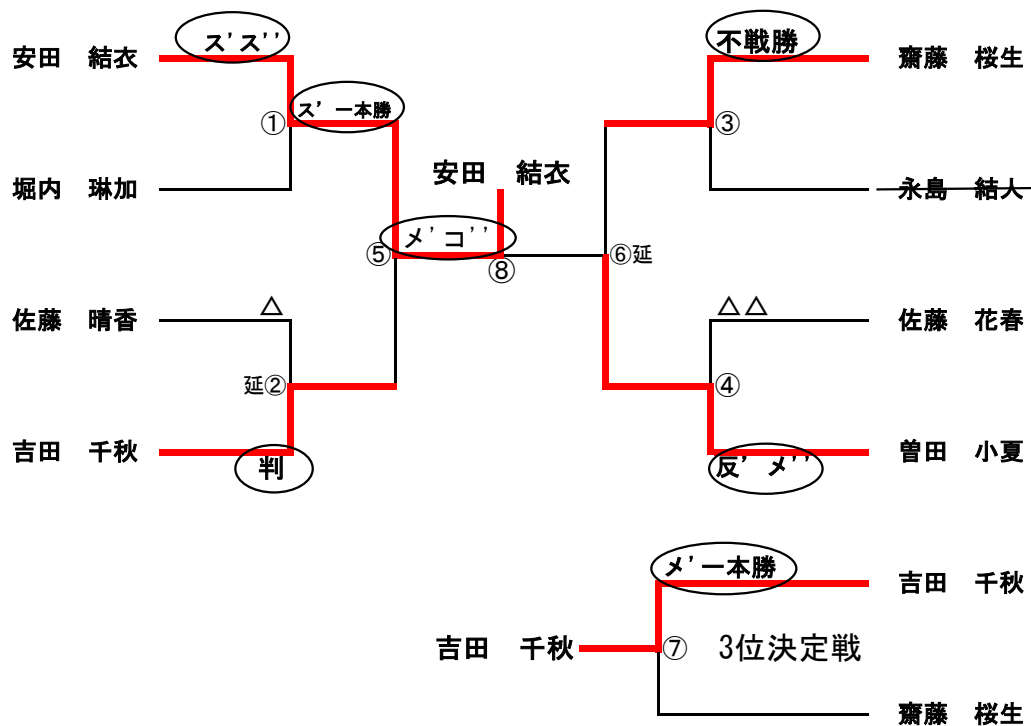 ス’ス’’ 不戦勝
安田 結衣 齋藤 桜生
① ス’ 一本勝 ③
安田 結衣
堀内 琳加 永島 結人
⑤ メ’コ’’ ⑧ ⑥延
佐藤 晴香 △ △△ 佐藤 花春
延② ④
吉田 千秋 判 反’ メ’’ 曽田 小夏
メ’一本勝 吉田 千秋
吉田 千秋 ⑦ 3位決定戦
齋藤 桜生